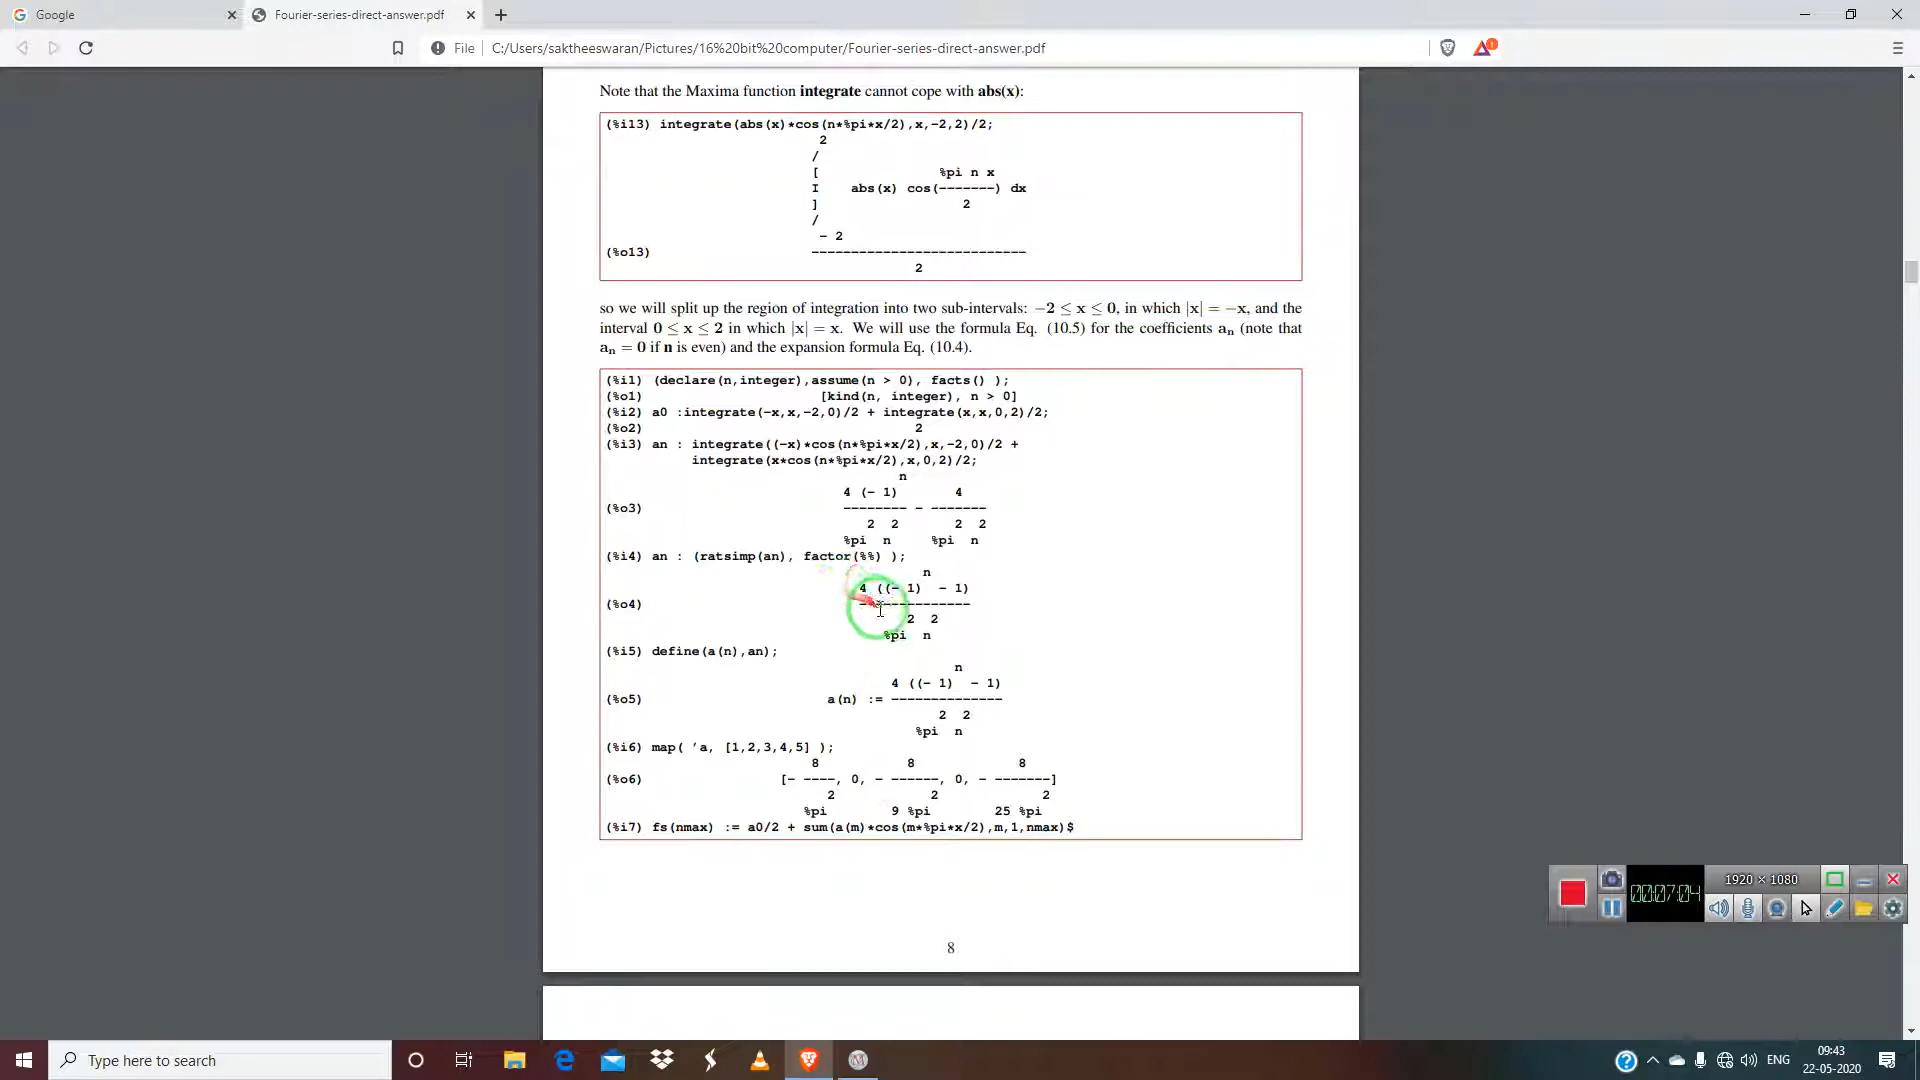 Google
Fourier-series-direct-answer.pdf
File
C:/Users/saktheeswaran/Pictures/16%20bit%20computer/Fourier-series-direct-answer.pdf
Note that the Maxima function integrate cannot cope with abs(x):
(%i13) integrate(abs(x)*cos(n*%pi*x/2),x,-2,2)/2;
2
/
[ %pi n x
I abs(x) cos(-------) dx
] 2
/
- 2
(%o13) ---------------------------
2
so we will split up the region of integration into two sub-intervals: −2 ≤ x ≤ 0, in which |x| = −x, and the
interval 0 ≤ x ≤ 2 in which |x| = x. We will use the formula Eq. (10.5) for the coefficients aₙ (note that
aₙ = 0 if n is even) and the expansion formula Eq. (10.4).
(%i1) (declare(n,integer),assume(n > 0), facts() );
(%o1) [kind(n, integer), n > 0]
(%i2) a0 :integrate(-x,x,-2,0)/2 + integrate(x,x,0,2)/2;
(%o2) 2
(%i3) an : integrate((-x)*cos(n*%pi*x/2),x,-2,0)/2 +
integrate(x*cos(n*%pi*x/2),x,0,2)/2;
n
4 (- 1) 4
(%o3) -------- - -------
2 2 2 2
%pi n %pi n
(%i4) an : (ratsimp(an), factor(%%) );
n
4 ((- 1) - 1)
(%o4) --------------
2 2
%pi n
(%i5) define(a(n),an);
n
4 ((- 1) - 1)
(%o5) a(n) := --------------
2 2
%pi n
(%i6) map( ’a, [1,2,3,4,5] );
8 8 8
(%o6) [- ----, 0, - ------, 0, - -------]
2 2 2
%pi 9 %pi 25 %pi
(%i7) fs(nmax) := a0/2 + sum(a(m)*cos(m*%pi*x/2),m,1,nmax)$
8
1920 × 1080
00:07:04
Type here to search
ENG
09:43
22-05-2020